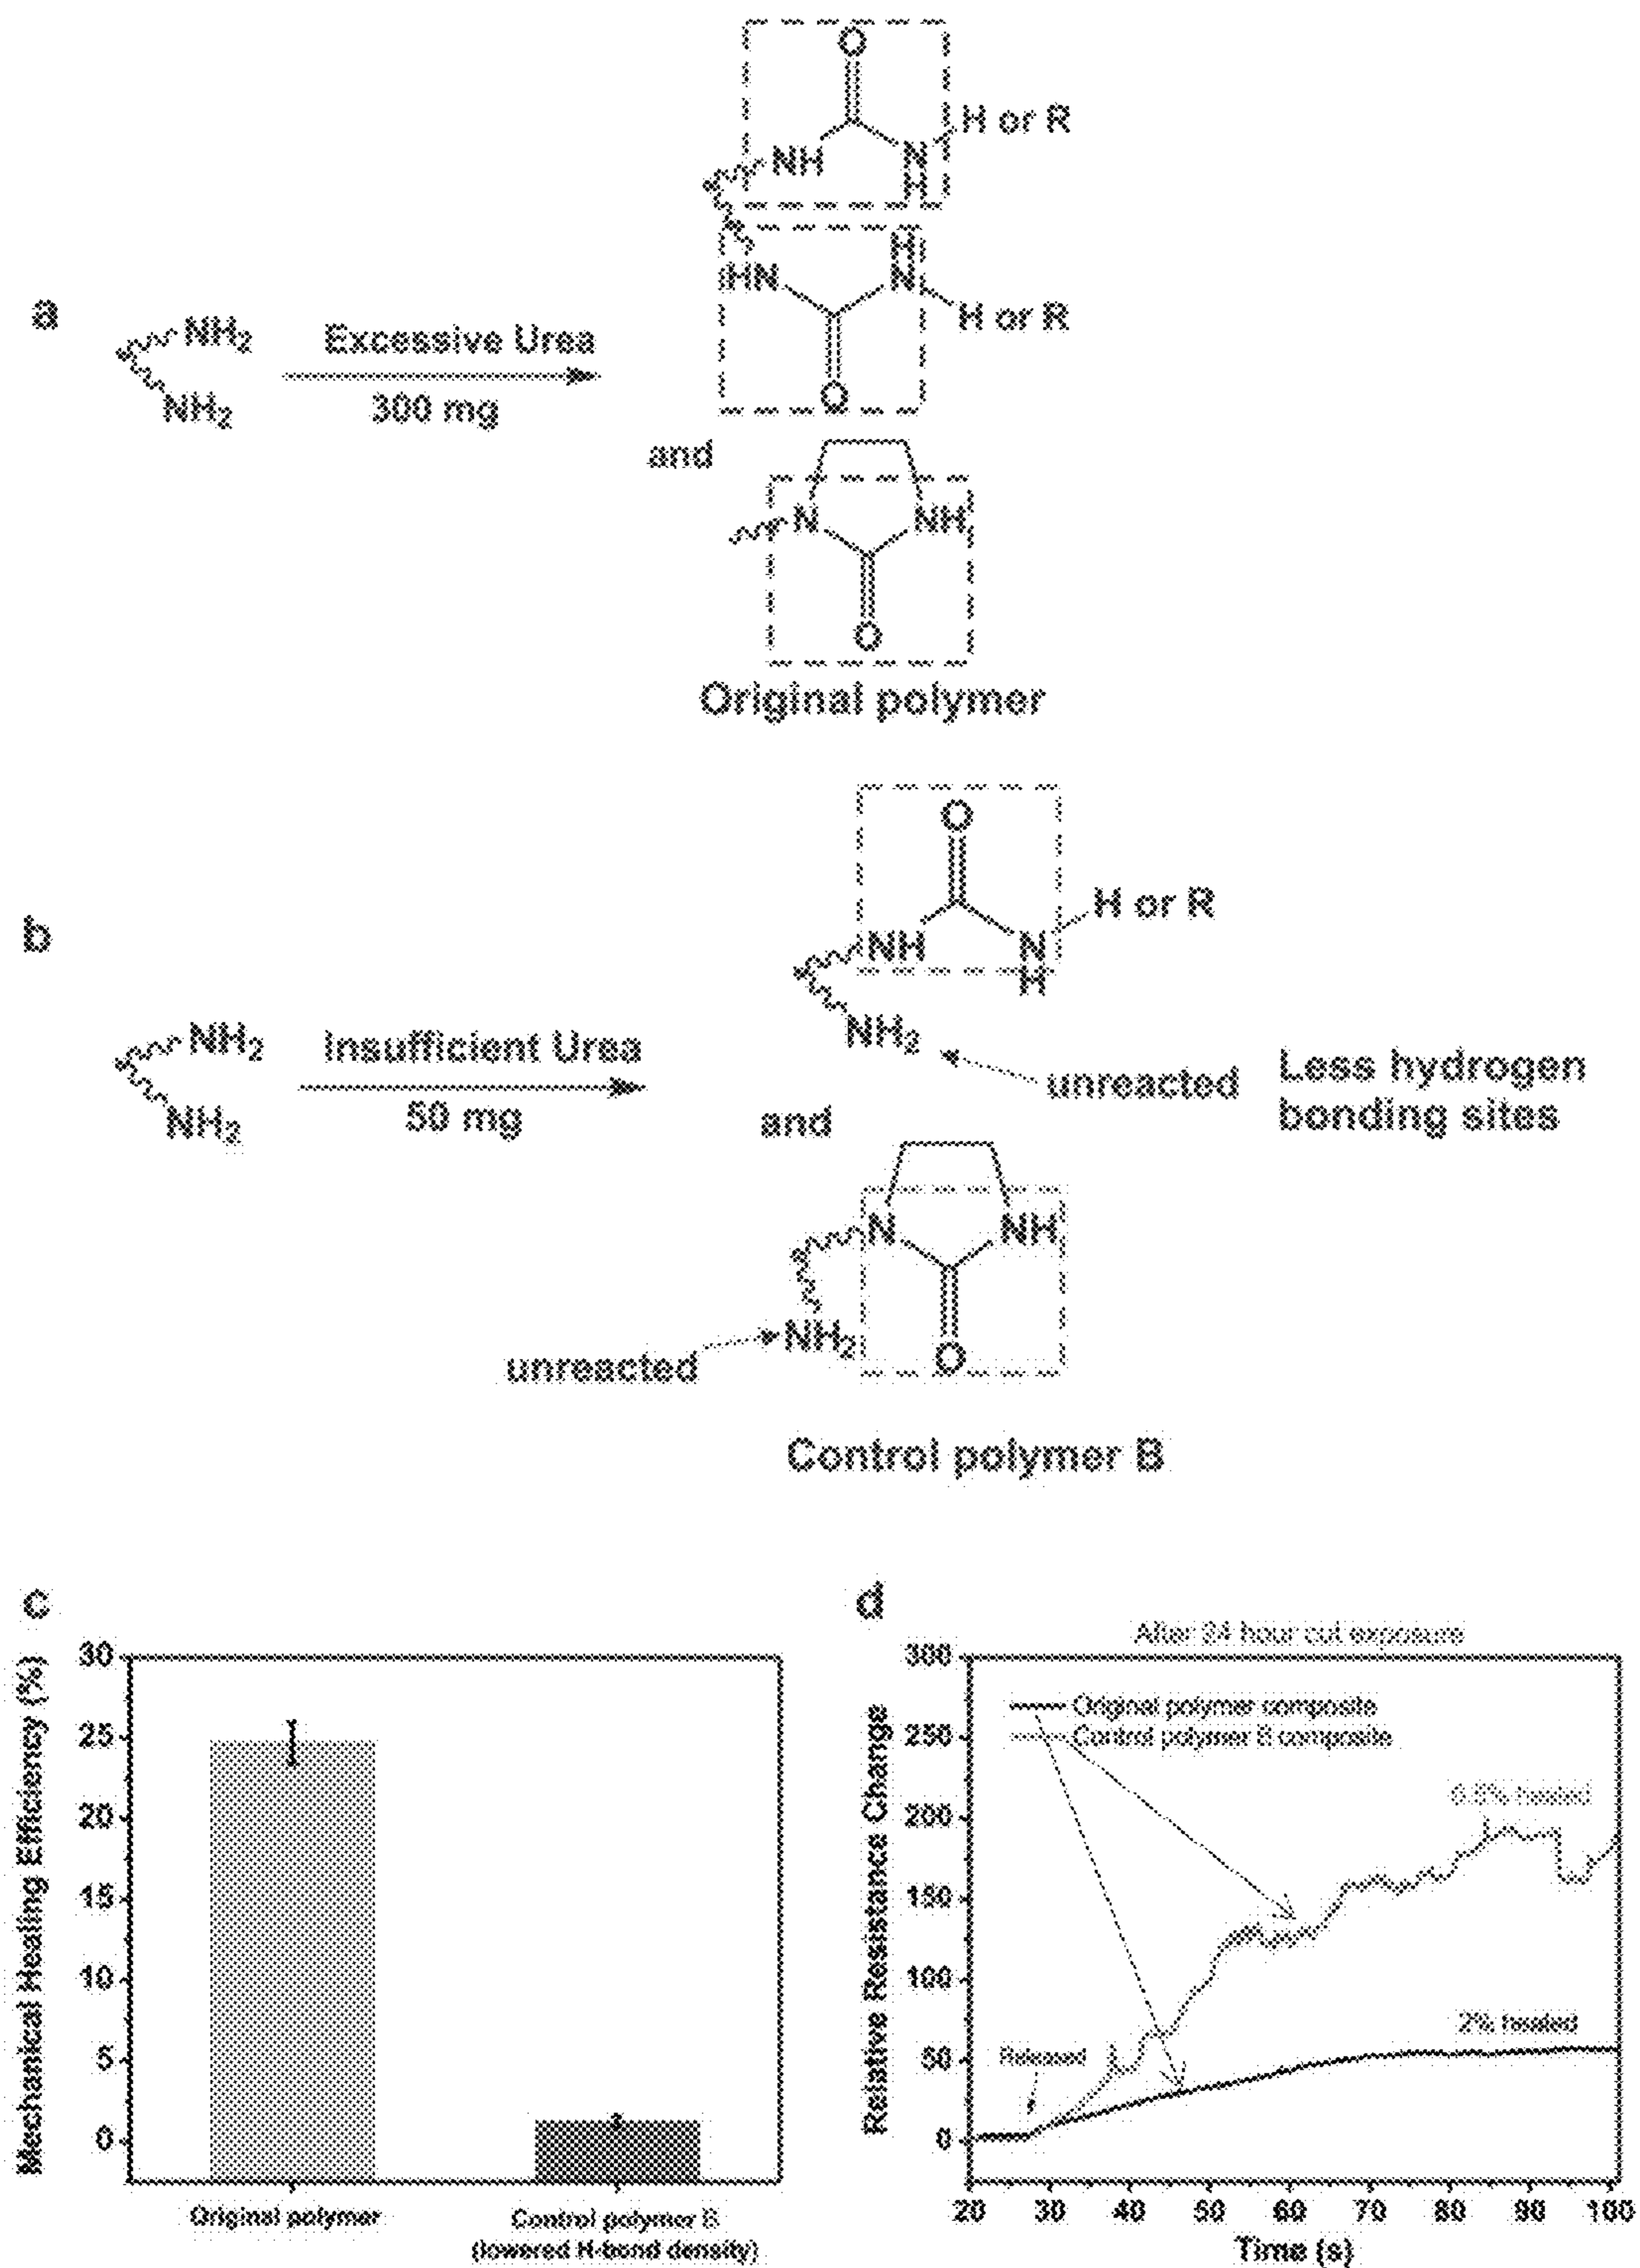 O
H or R
NH
N
H
H
HN
N
a
H or R
NH2
Excessive Urea
NH2
300 mg
O
and
N
NH
O
Original polymer
O
H or R
b
NH
N
H
NH2
NH2
Insufficient Urea
Less hydrogen
unreacted
bonding sites
NH2
50 mg
and
N
NH
NH2
O
unreacted
Control polymer B
c
Mechanical Healing Efficiency (%)
30
25
20
15
10
5
0
Original polymer
Control polymer B
(lowered H-bond density)
d
After 24 hour cut exposure
Relative Resistance Change
300
250
200
150
100
50
0
Original polymer composite
Control polymer B composite
0.5% healed
2% healed
Released
20 30 40 50 60 70 80 90 100
Time (s)